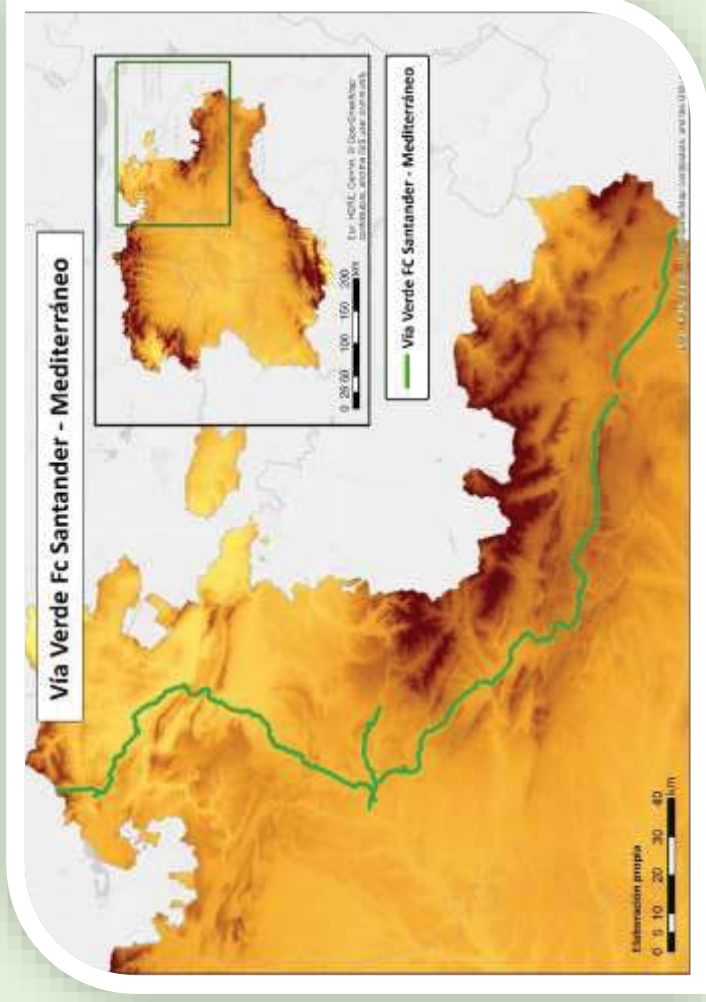 Vía Verde Fc Santander - Mediterráneo
0 25 50 100 150 200
km
Vía Verde FC Santander - Mediterráneo
Elaboración propia
0 5 10 20 30 40
km